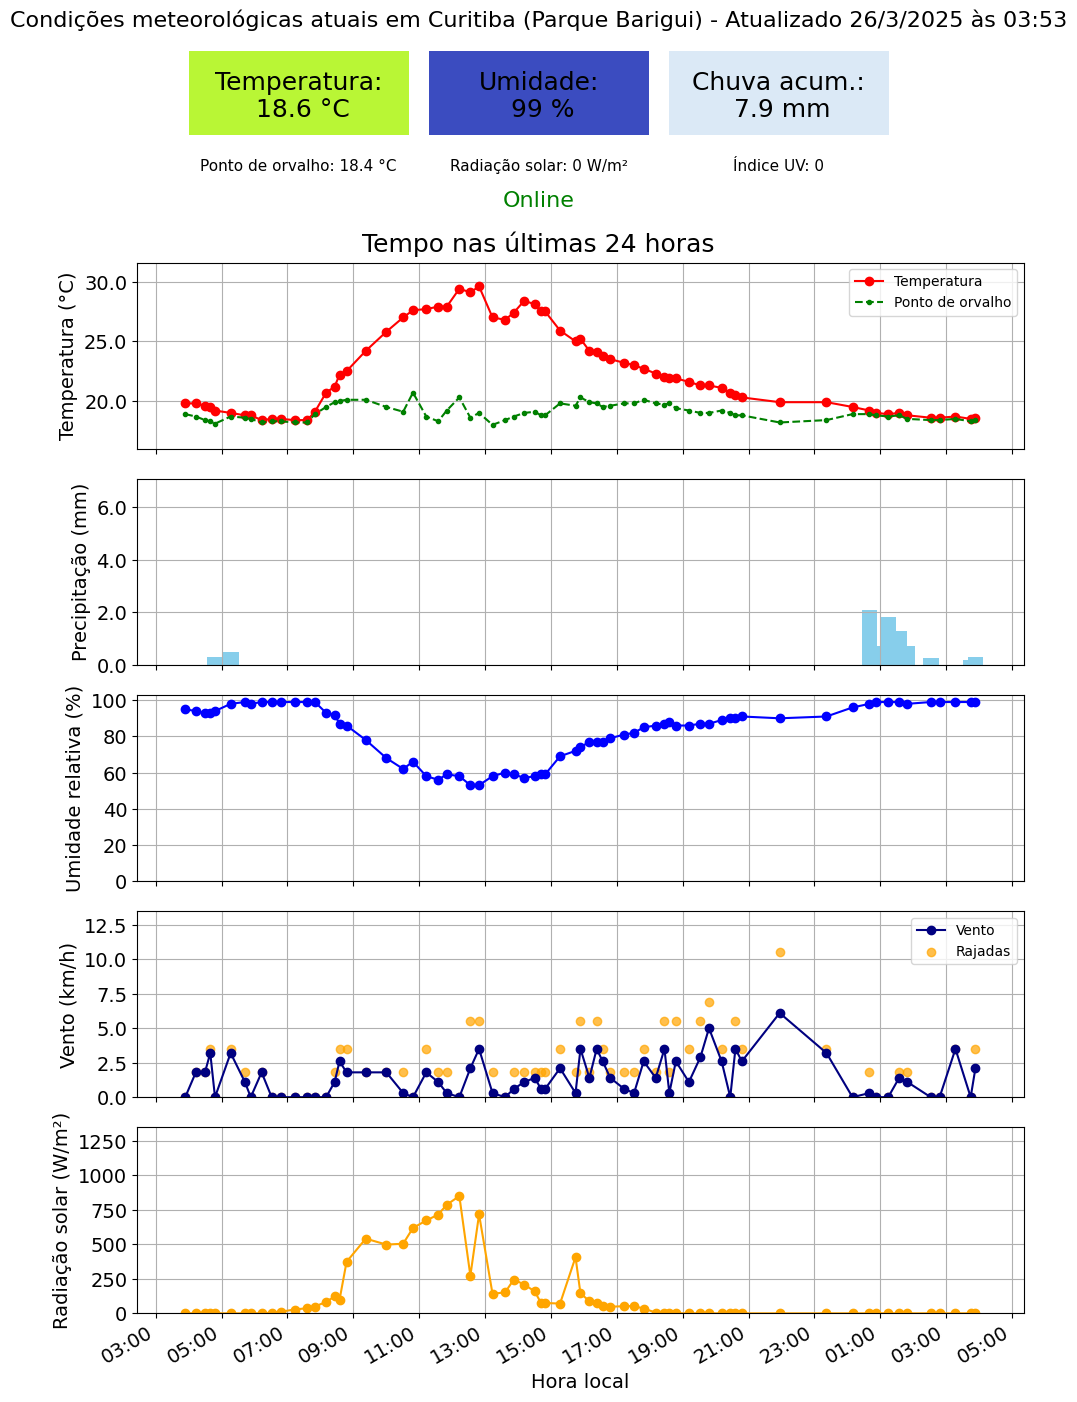 Condições meteorológicas atuais em Curitiba (Parque Barigui) - Atualizado 26/3/2025 às 03:53
Temperatura:
18.6 °C
Umidade:
99 %
Chuva acum.:
7.9 mm
Ponto de orvalho: 18.4 °C
Radiação solar: 0 W/m²
Índice UV: 0
Online
Tempo nas últimas 24 horas
Temperatura (°C)
30.0
25.0
20.0
Temperatura
Ponto de orvalho
Precipitação (mm)
6.0
4.0
2.0
0.0
Umidade relativa (%)
100
80
60
40
20
0
Vento (km/h)
12.5
10.0
7.5
5.0
2.5
0.0
Vento
Rajadas
Radiação solar (W/m²)
1250
1000
750
500
250
0
03:00
05:00
07:00
09:00
11:00
13:00
15:00
17:00
19:00
21:00
23:00
01:00
03:00
05:00
Hora local